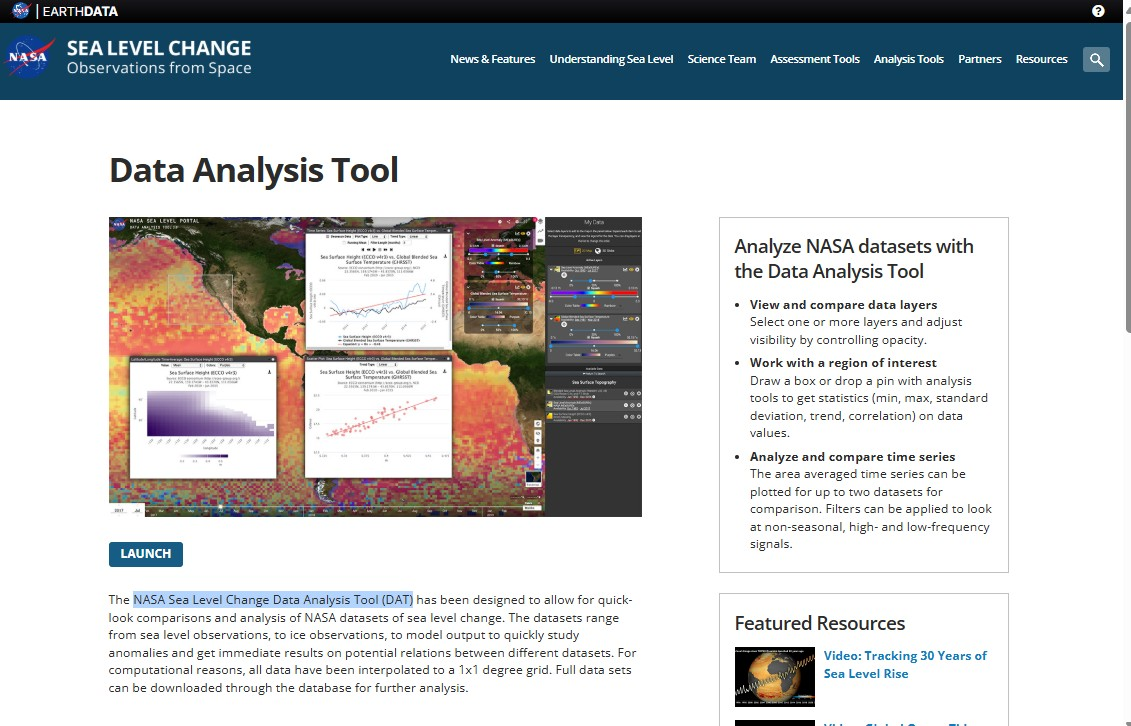 NASA
EARTHDATA
?
NASA
SEA LEVEL CHANGE
Observations from Space
News & Features
Understanding Sea Level
Science Team
Assessment Tools
Analysis Tools
Partners
Resources
Data Analysis Tool
NASA SEA LEVEL PORTAL
My Data
Sea Surface Height (ECCO v4r3) vs. Global Blended Sea
Surface Temperature (GHRSST)
Sea Surface Height (ECCO v4r3)
Sea Surface Height (ECCO v4r3) vs. Global Blended Sea
Surface Temperature (GHRSST)
Sea Surface Topography
2017
Jul
LAUNCH
The NASA Sea Level Change Data Analysis Tool (DAT) has been designed to allow for quick-
look comparisons and analysis of NASA datasets of sea level change. The datasets range
from sea level observations, to ice observations, to model output to quickly study
anomalies and get immediate results on potential relations between different datasets. For
computational reasons, all data have been interpolated to a 1x1 degree grid. Full data sets
can be downloaded through the database for further analysis.
Analyze NASA datasets with
the Data Analysis Tool
• View and compare data layers
Select one or more layers and adjust
visibility by controlling opacity.
• Work with a region of interest
Draw a box or drop a pin with analysis
tools to get statistics (min, max, standard
deviation, trend, correlation) on data
values.
• Analyze and compare time series
The area averaged time series can be
plotted for up to two datasets for
comparison. Filters can be applied to look
at non-seasonal, high- and low-frequency
signals.
Featured Resources
Video: Tracking 30 Years of
Sea Level Rise